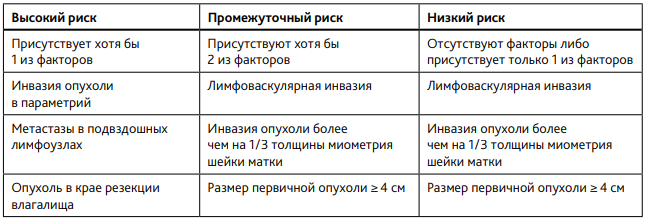 Высокий риск
Промежуточный риск
Низкий риск
Присутствует хотя бы
1 из факторов
Присутствуют хотя бы
2 из факторов
Отсутствуют факторы либо
присутствует только 1 из факторов
Инвазия опухоли
в параметрий
Лимфоваскулярная инвазия
Лимфоваскулярная инвазия
Метастазы в подвздошных
лимфоузлах
Инвазия опухоли более
чем на 1/3 толщины миометрия
шейки матки
Инвазия опухоли более
чем на 1/3 толщины миометрия
шейки матки
Опухоль в крае резекции
влагалища
Размер первичной опухоли ≥ 4 см
Размер первичной опухоли ≥ 4 см